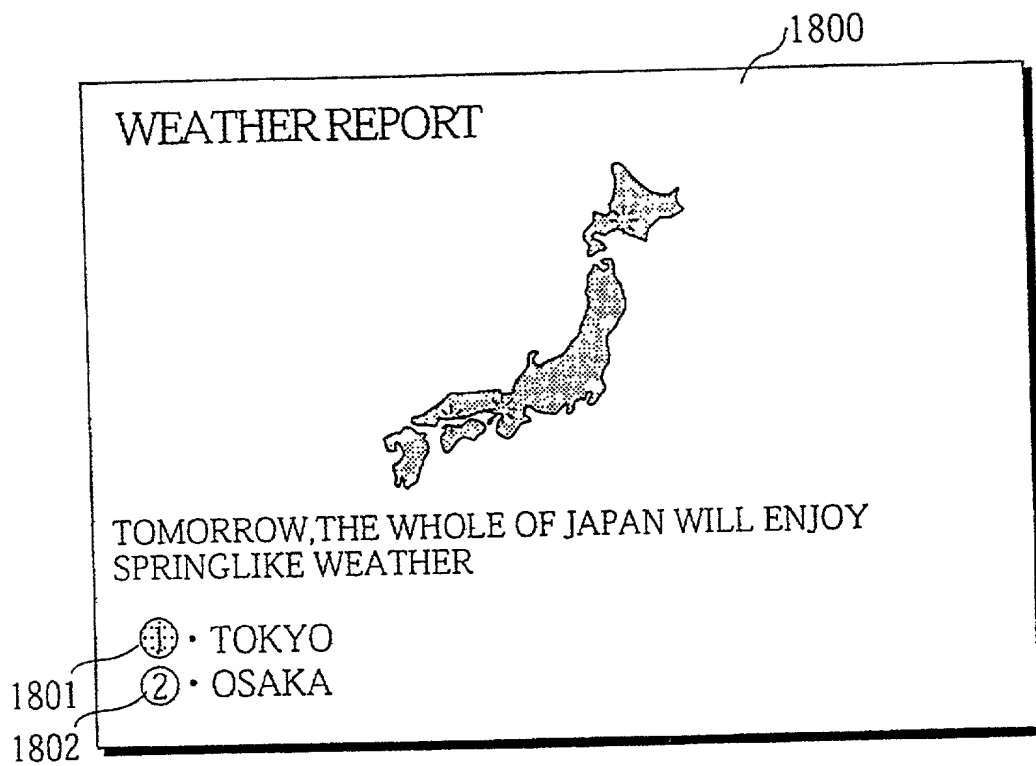 1800
WEATHER REPORT
TOMORROW,THE WHOLE OF JAPAN WILL ENJOY
SPRINGLIKE WEATHER
1・TOKYO
②・OSAKA
1801
1802